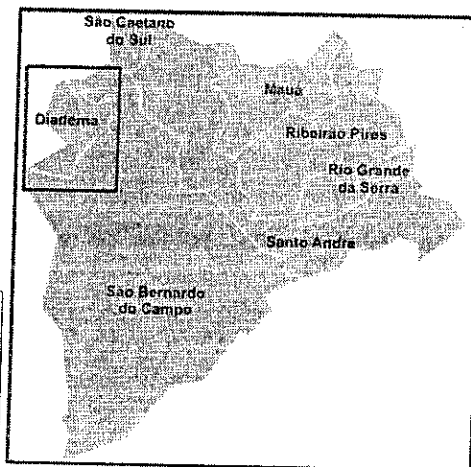 São Caetano
do Sul
Mauá
Diadema
Ribeirão Pires
Rio Grande
da Serra
Santo André
São Bernardo
do Campo